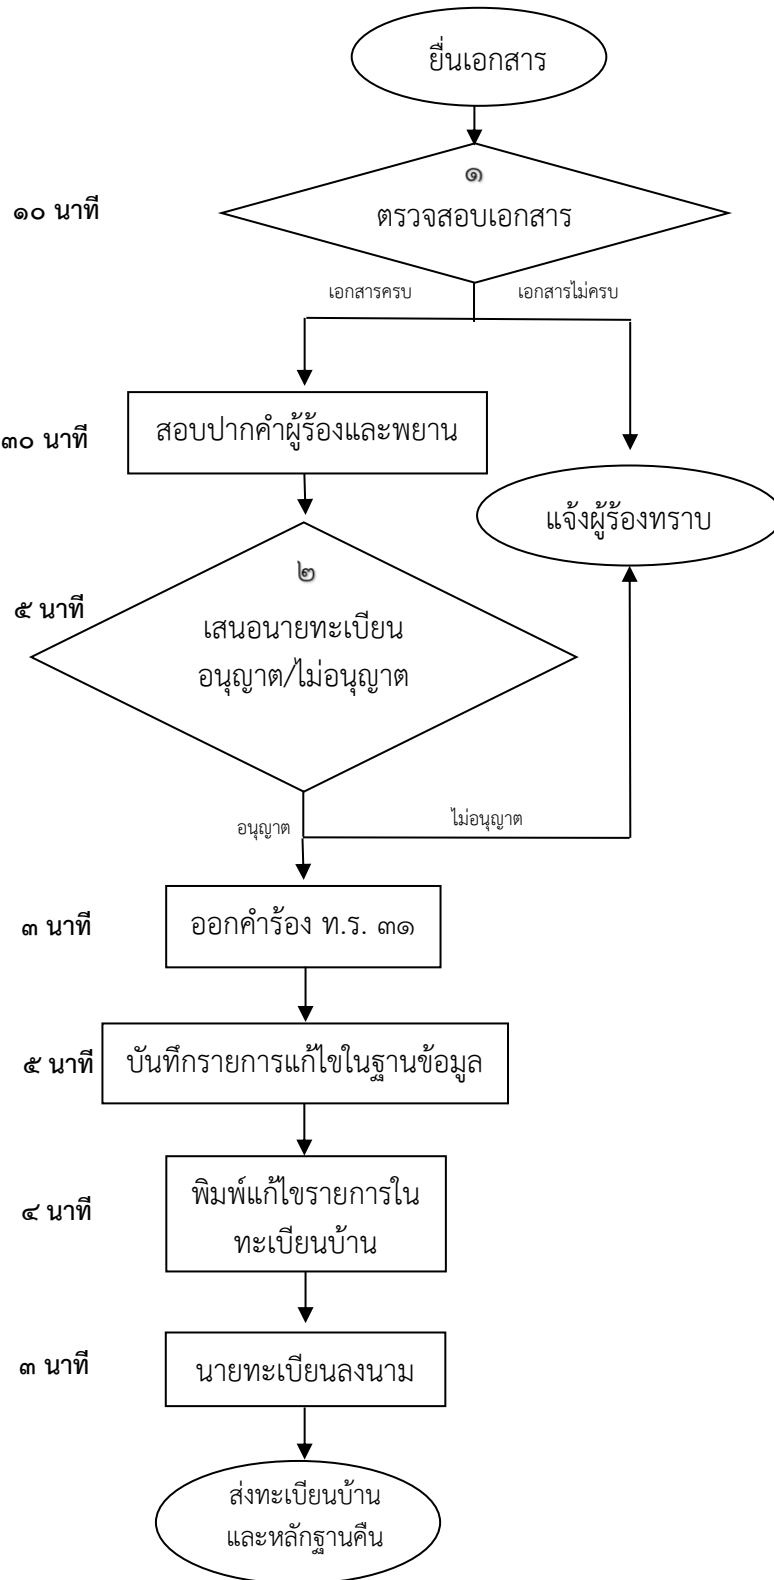 ยื่นเอกสาร
๑
๑๐ นาที
ตรวจสอบเอกสาร
เอกสารครบ
เอกสารไม่ครบ
๓๐ นาที
สอบปากคำผู้ร้องและพยาน
แจ้งผู้ร้องทราบ
๒
๕ นาที
เสนอนายทะเบียน
อนุญาต/ไม่อนุญาต
อนุญาต
ไม่อนุญาต
๓ นาที
ออกคำร้อง ท.ร. ๓๑
๕ นาที
บันทึกรายการแก้ไขในฐานข้อมูล
๔ นาที
พิมพ์แก้ไขรายการใน
ทะเบียนบ้าน
๓ นาที
นายทะเบียนลงนาม
ส่งทะเบียนบ้าน
และหลักฐานคืน